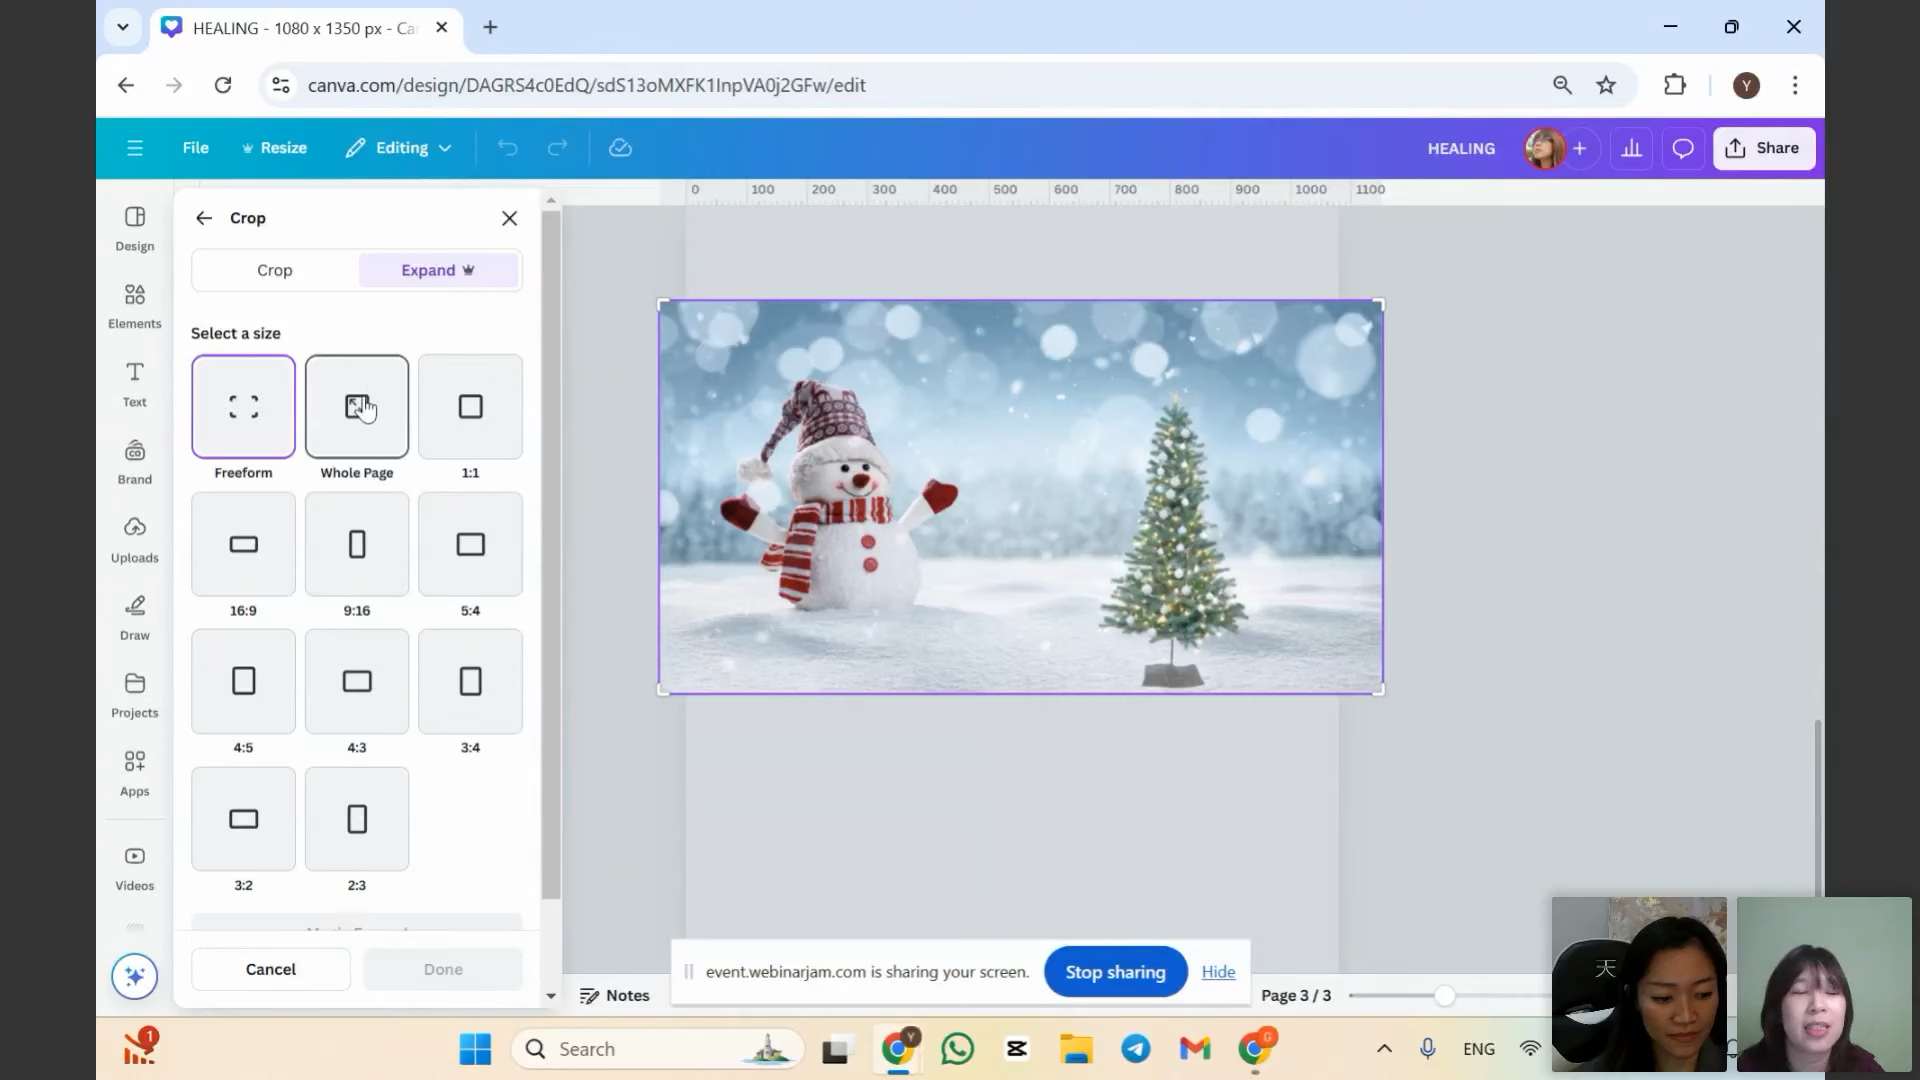 HEALING - 1080 x 1350 px - Ca
canva.com/design/DAGRS4c0EdQ/sdS13oMXFK1InpVA0j2GFw/edit
Y
File
Resize
Editing
HEALING
Share
0 100 200 300 400 500 600 700 800 900 1000 1100
Design
Elements
Text
Brand
Uploads
Draw
Projects
Apps
Videos
Crop
Crop
Expand
Select a size
Freeform
Whole Page
1:1
16:9
9:16
5:4
4:5
4:3
3:4
3:2
2:3
Cancel
Done
Notes
event.webinarjam.com is sharing your screen.
Stop sharing
Hide
Page 3 / 3
天
1
Search
Y
G
ENG